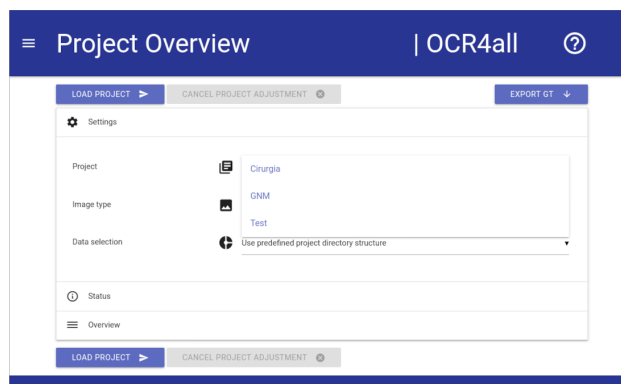 Project Overview | OCR4all
LOAD PROJECT CANCEL PROJECT ADJUSTMENT EXPORT GT
Settings
Project
Cirurgia
GNM
Image type
Test
Data selection Use predefined project directory structure
Status
Overview
LOAD PROJECT CANCEL PROJECT ADJUSTMENT